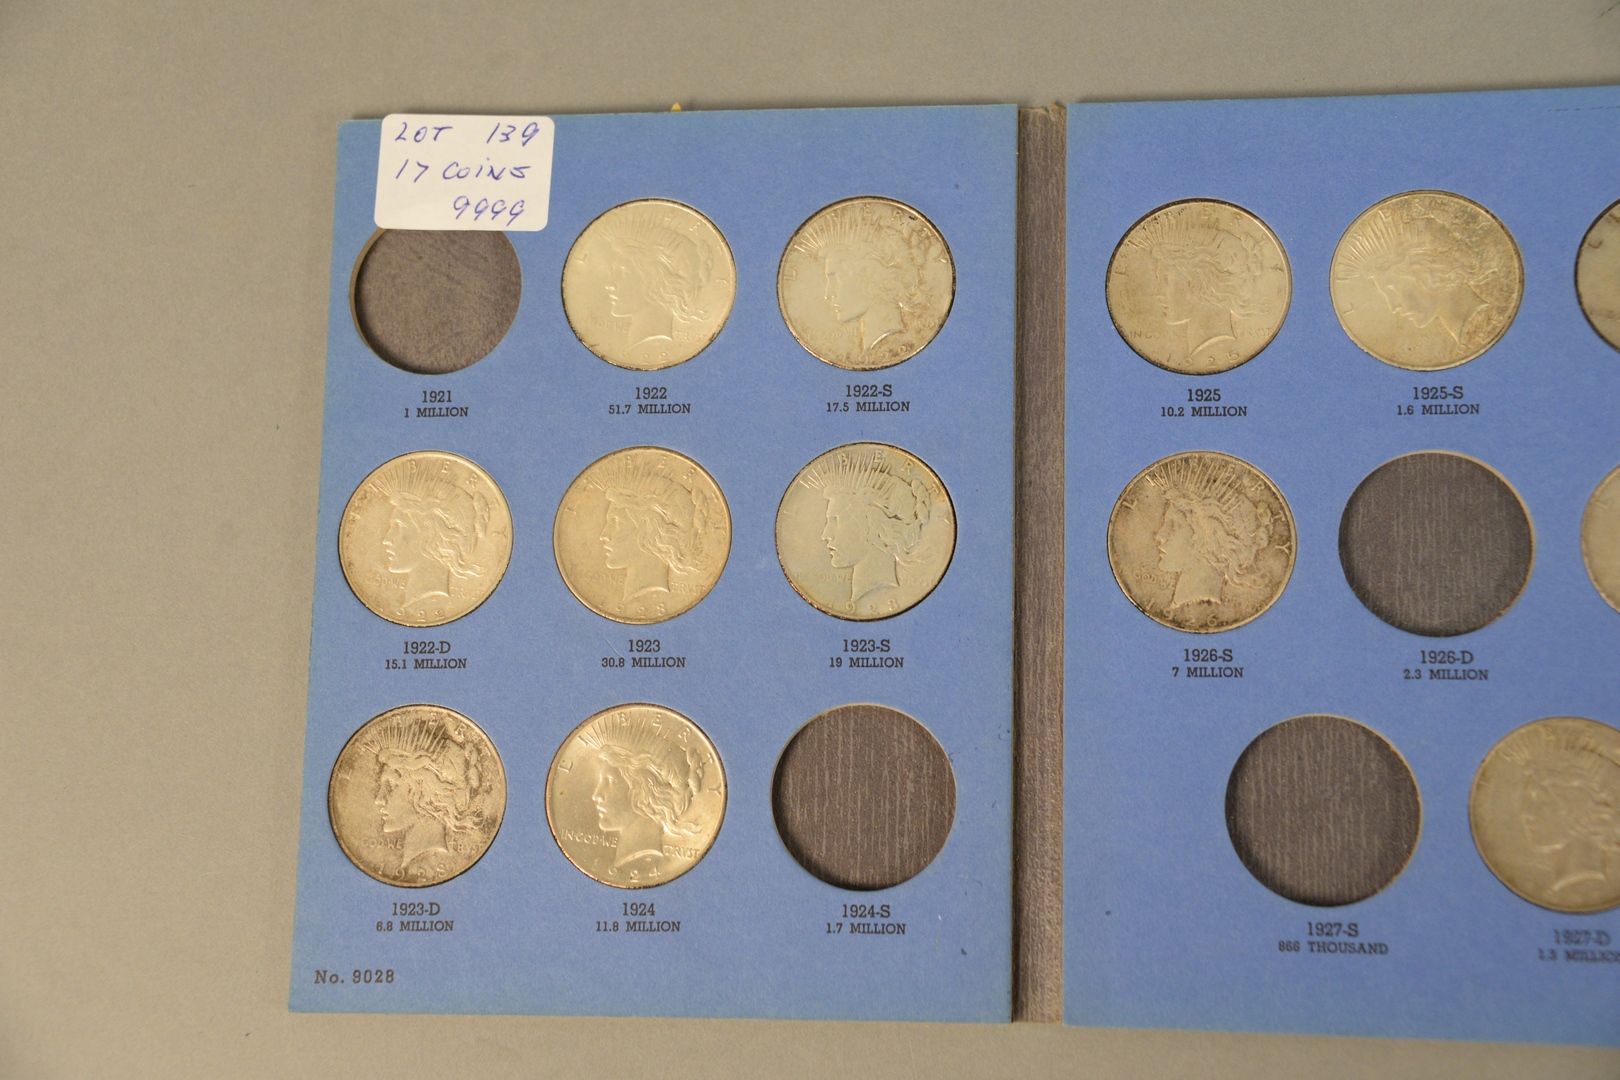 LOT 139
17 COINS
9999
1921
1 MILLION
1922
51.7 MILLION
1922-S
17.5 MILLION
1922-D
15.1 MILLION
1923
30.8 MILLION
1923-S
19 MILLION
1923-D
6.8 MILLION
1924
11.8 MILLION
1924-S
1.7 MILLION
No. 9028
1925
10.2 MILLION
1925-S
1.6 MILLION
1926-S
7 MILLION
1926-D
2.3 MILLION
1927-S
866 THOUSAND
1927-D
1.3 MILLION